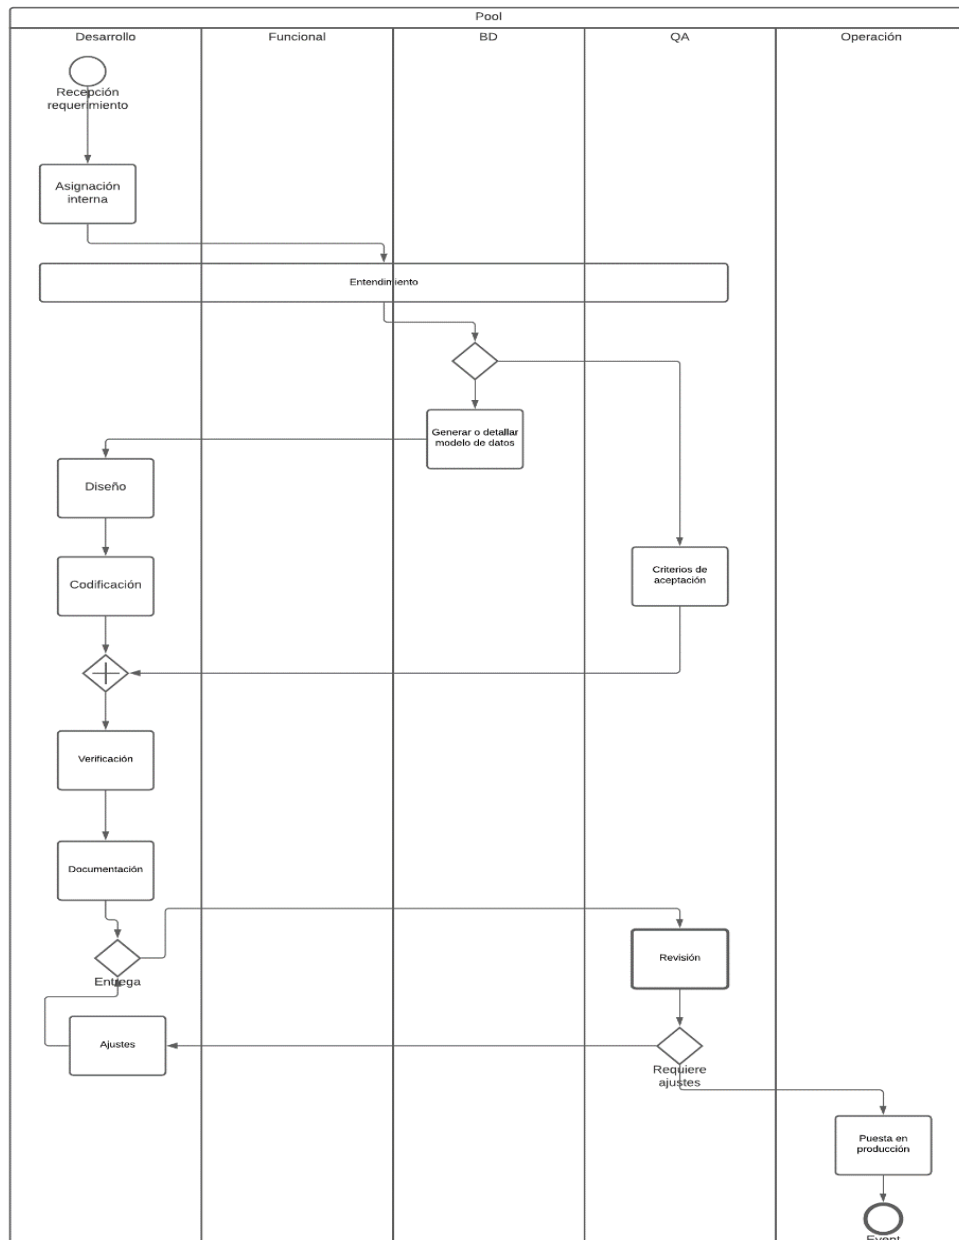 Pool
Desarrollo
Funcional
BD
QA
Operación
Recepción
requerimiento
Asignación
interna
Entendimiento
Generar o detallar
modelo de datos
Diseño
Criterios de
aceptación
Codificación
Verificación
Documentación
Revisión
Entrega
Ajustes
Requiere
ajustes
Puesta en
producción
Event